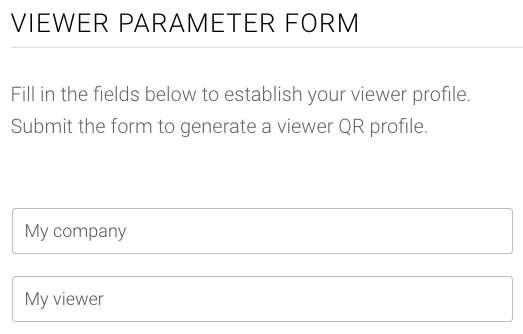 VIEWER PARAMETER FORM
Fill in the fields below to establish your viewer profile.
Submit the form to generate a viewer QR profile.
My company
My viewer